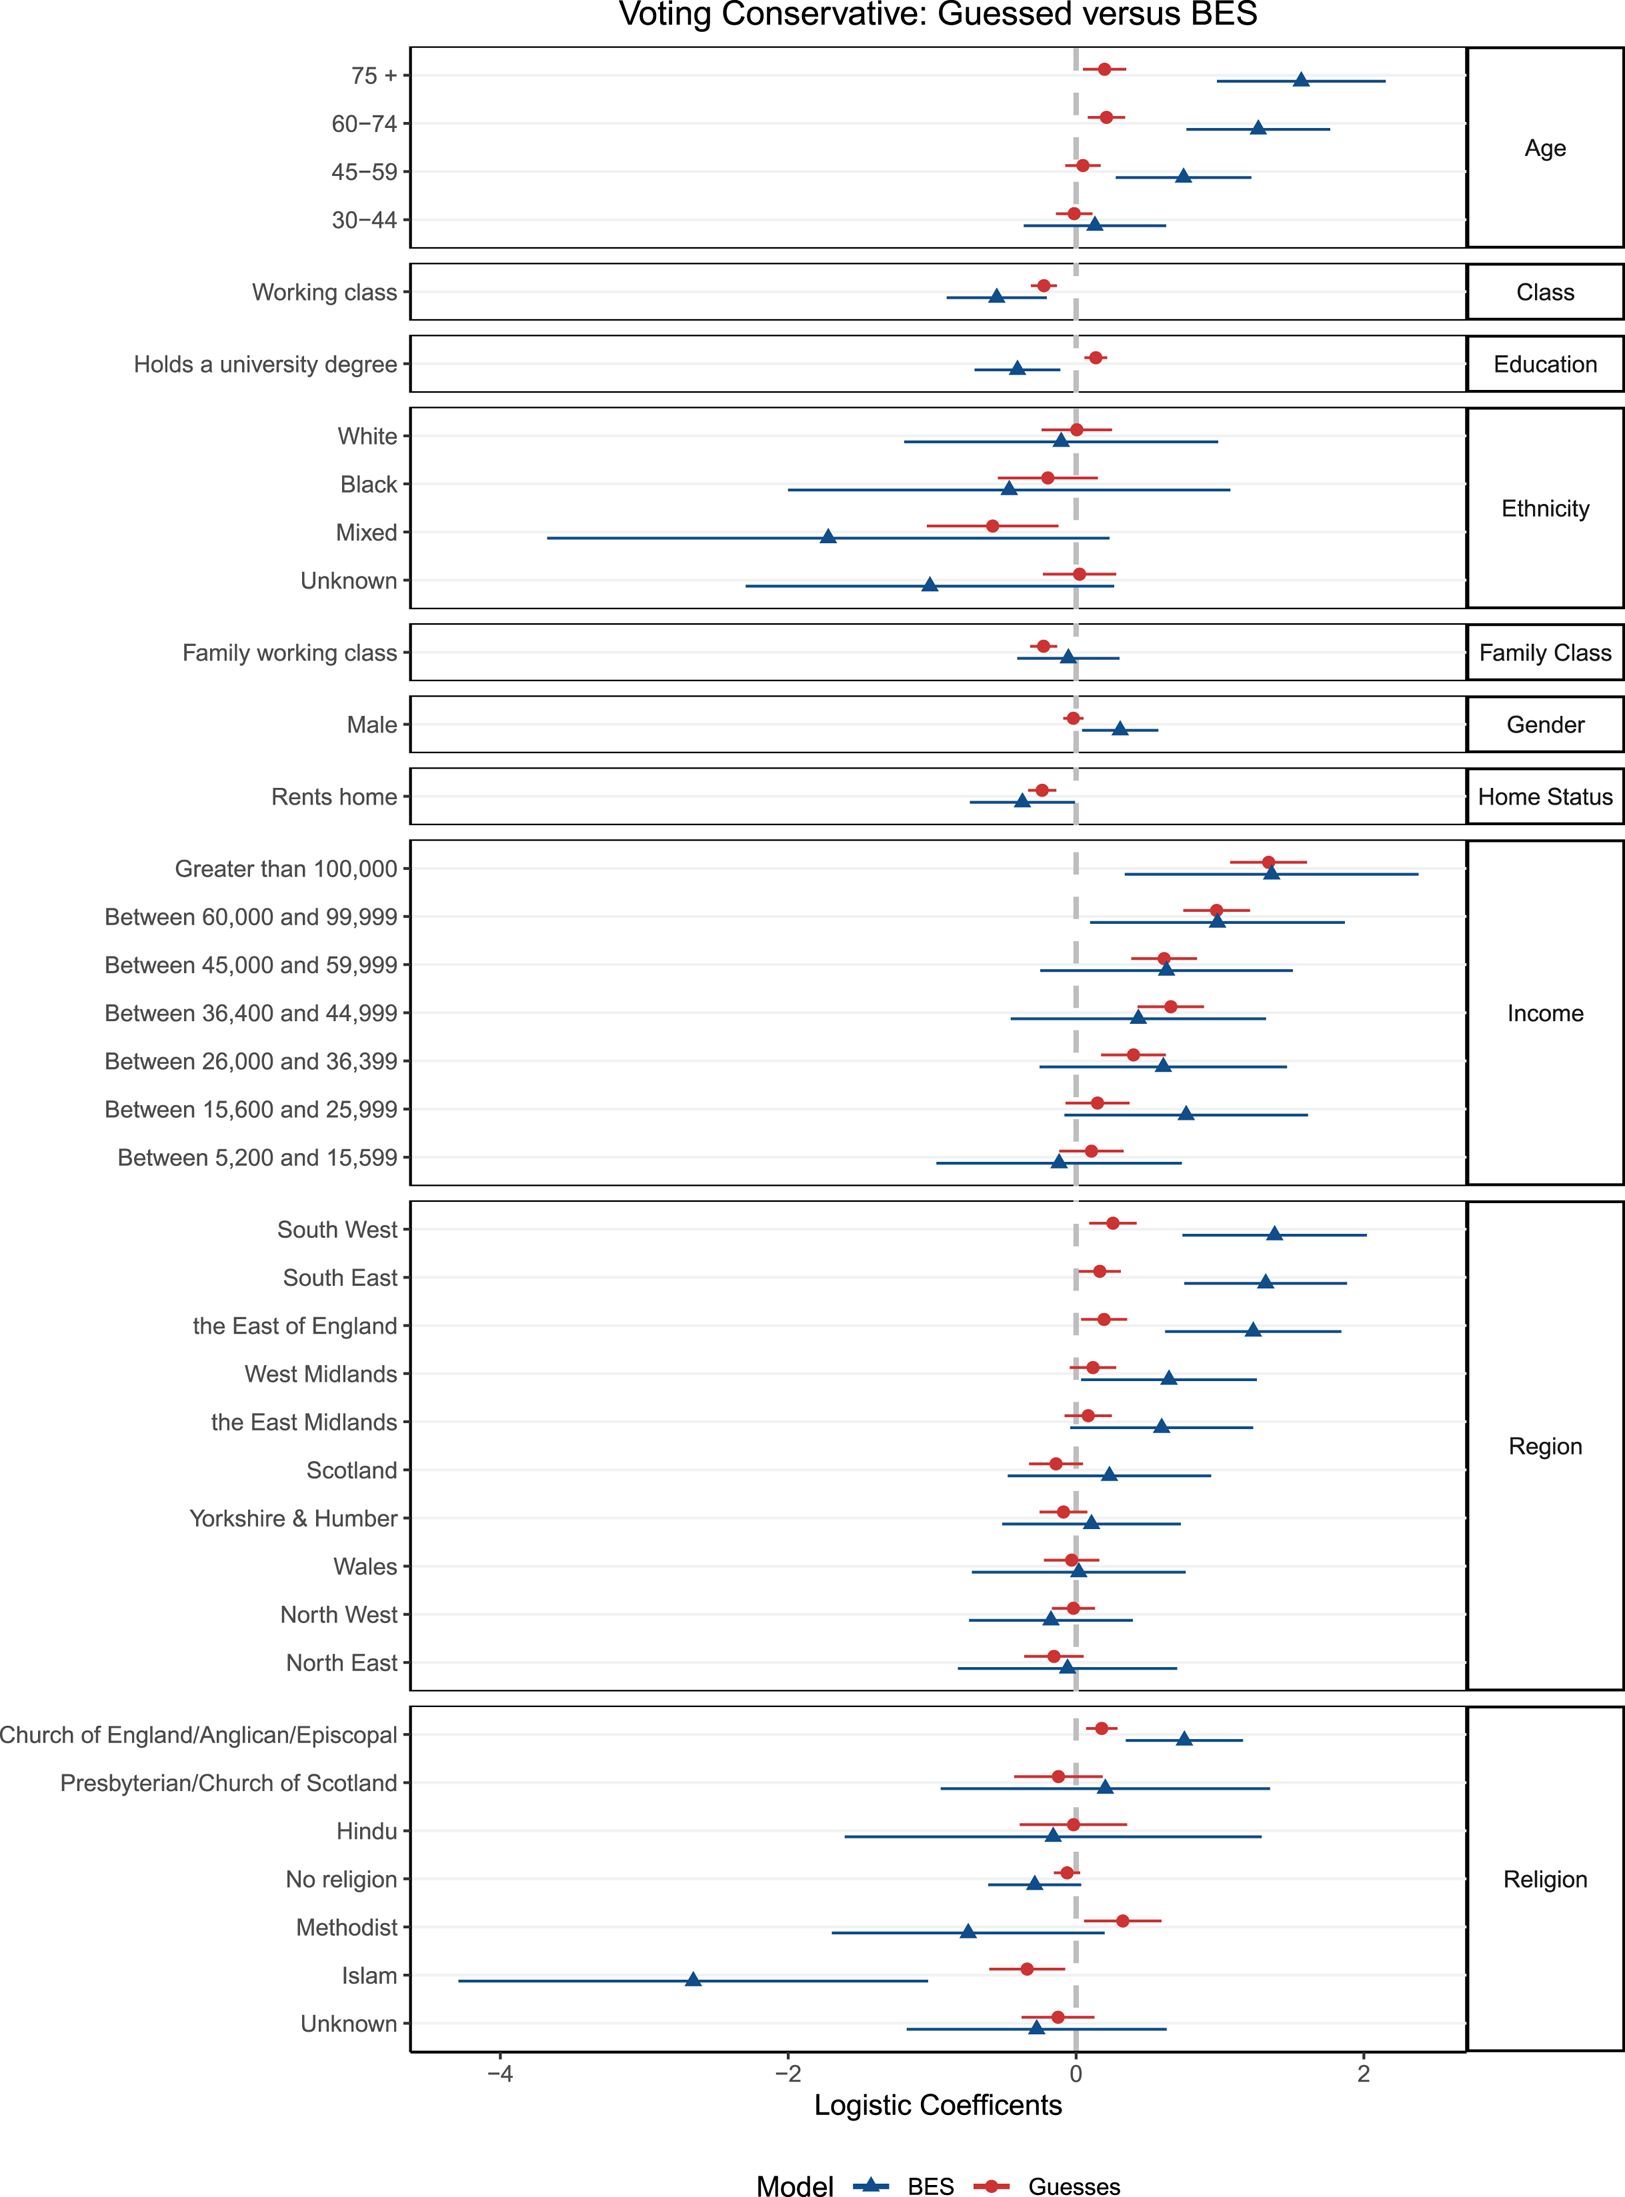 Voting Conservative: Guessed versus BES
75 +
60−74
45−59
30−44
Age
Working class
Class
Holds a university degree
Education
White
Black
Mixed
Unknown
Ethnicity
Family working class
Family Class
Male
Gender
Rents home
Home Status
Greater than 100,000
Between 60,000 and 99,999
Between 45,000 and 59,999
Between 36,400 and 44,999
Between 26,000 and 36,399
Between 15,600 and 25,999
Between 5,200 and 15,599
Income
South West
South East
the East of England
West Midlands
the East Midlands
Scotland
Yorkshire & Humber
Wales
North West
North East
Region
Church of England/Anglican/Episcopal
Presbyterian/Church of Scotland
Hindu
No religion
Methodist
Islam
Unknown
Religion
−4 −2 0 2
Logistic Coefficents
Model BES Guesses